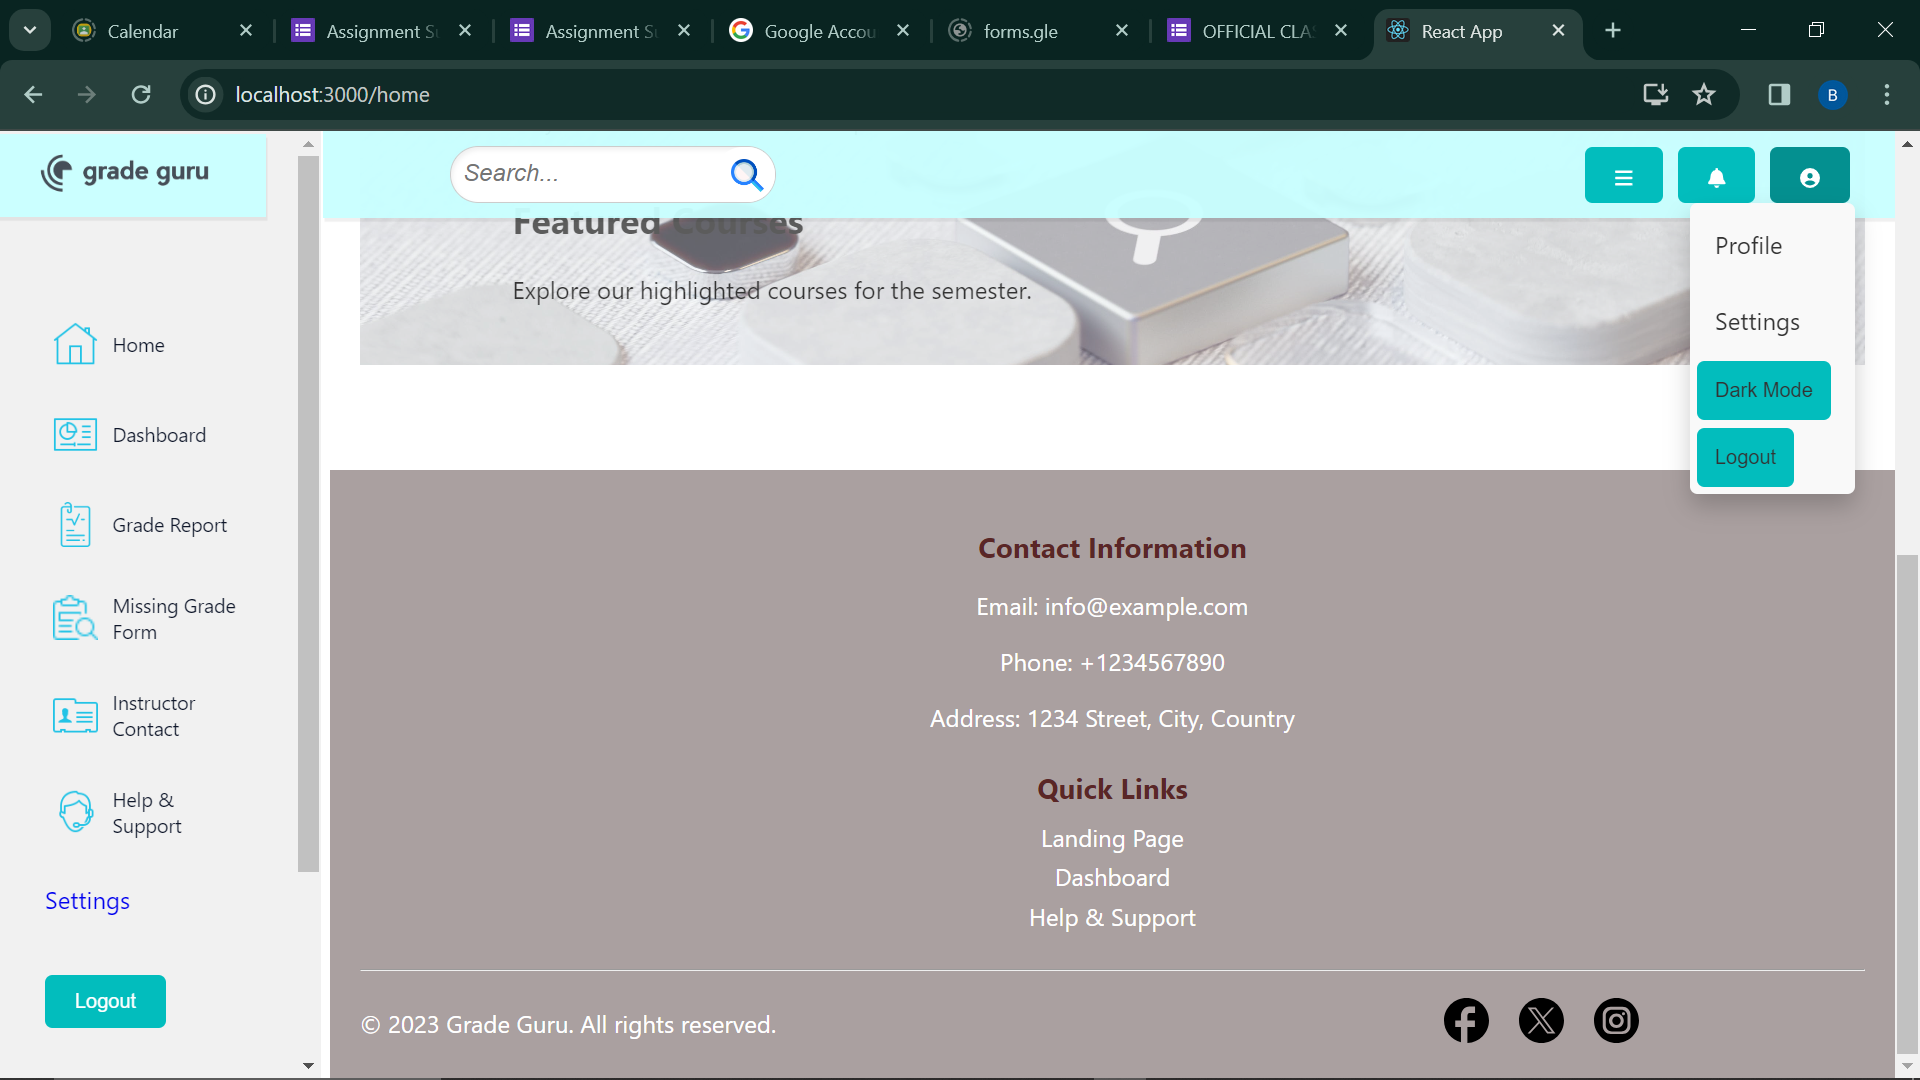 Calendar
Assignment Su
Assignment Su
Google Accou
forms.gle
OFFICIAL CLA
React App
localhost:3000/home
B
grade guru
Search...
Featured Courses
Explore our highlighted courses for the semester.
Profile
Settings
Dark Mode
Logout
Home
Dashboard
Grade Report
Missing Grade
Form
Instructor
Contact
Help &
Support
Settings
Logout
Contact Information
Email: info@example.com
Phone: +1234567890
Address: 1234 Street, City, Country
Quick Links
Landing Page
Dashboard
Help & Support
© 2023 Grade Guru. All rights reserved.